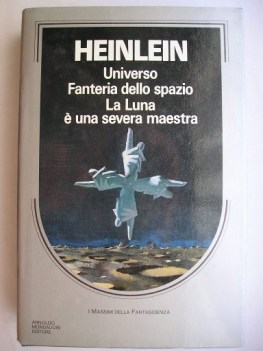 HEINLEIN
Universo
Fanteria dello spazio
La Luna
è una severa maestra
I MASSIMI DELLA FANTASCIENZA
ARNOLDO
MONDADORI
EDITORE